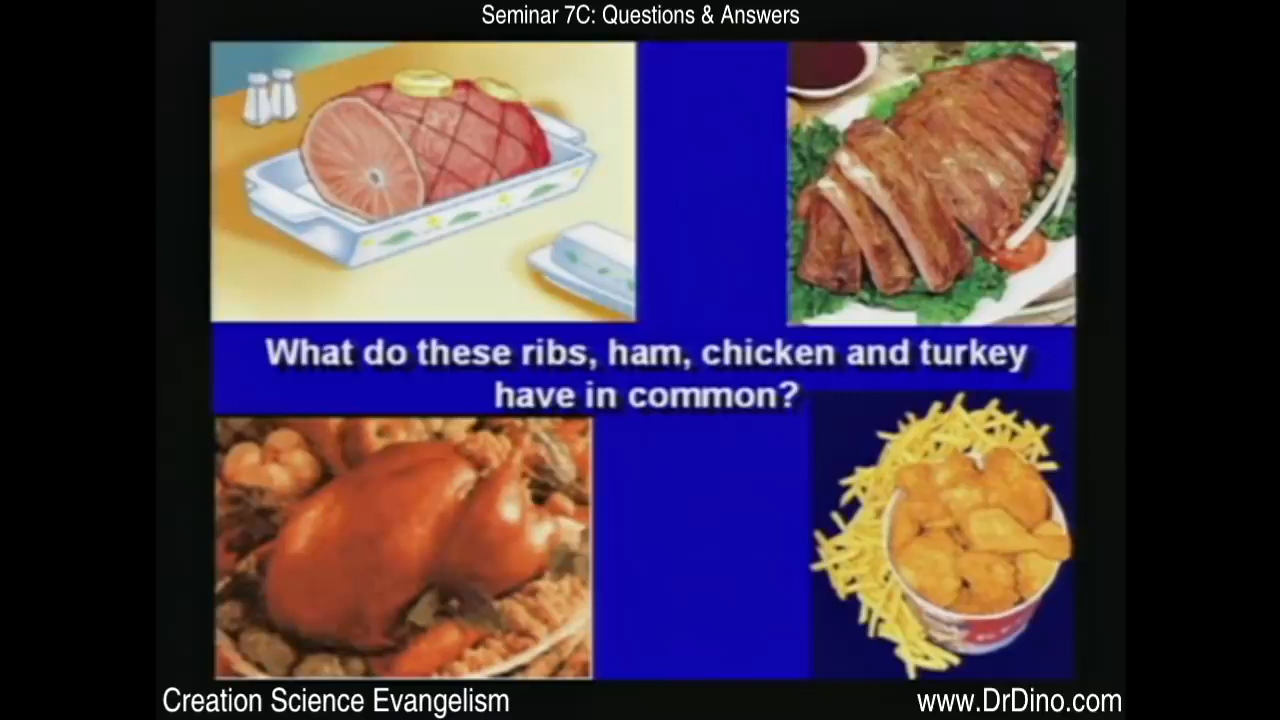 Seminar 7C: Questions & Answers
What do these ribs, ham, chicken and turkey
have in common?
Creation Science Evangelism
www.DrDino.com